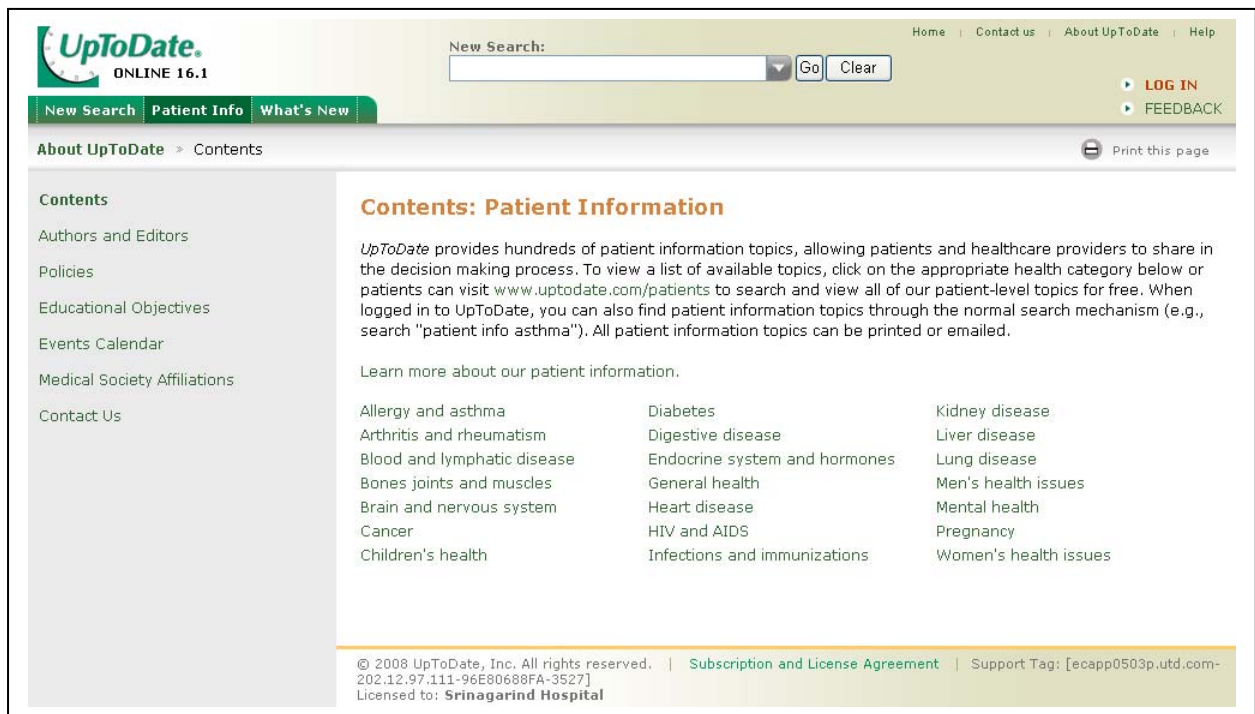 UpToDate®
ONLINE 16.1
New Search:
Go Clear
Home | Contact us | About UpToDate | Help
LOG IN
FEEDBACK
New Search Patient Info What's New
About UpToDate » Contents
Print this page
Contents
Authors and Editors
Policies
Educational Objectives
Events Calendar
Medical Society Affiliations
Contact Us
Contents: Patient Information
UpToDate provides hundreds of patient information topics, allowing patients and healthcare providers to share in
the decision making process. To view a list of available topics, click on the appropriate health category below or
patients can visit www.uptodate.com/patients to search and view all of our patient-level topics for free. When
logged in to UpToDate, you can also find patient information topics through the normal search mechanism (e.g.,
search "patient info asthma"). All patient information topics can be printed or emailed.
Learn more about our patient information.
Allergy and asthma
Arthritis and rheumatism
Blood and lymphatic disease
Bones joints and muscles
Brain and nervous system
Cancer
Children's health
Diabetes
Digestive disease
Endocrine system and hormones
General health
Heart disease
HIV and AIDS
Infections and immunizations
Kidney disease
Liver disease
Lung disease
Men's health issues
Mental health
Pregnancy
Women's health issues
© 2008 UpToDate, Inc. All rights reserved. | Subscription and License Agreement | Support Tag: [ecapp0503p.utd.com-
202.12.97.111-96E80688FA-3527]
Licensed to: Srinagarind Hospital